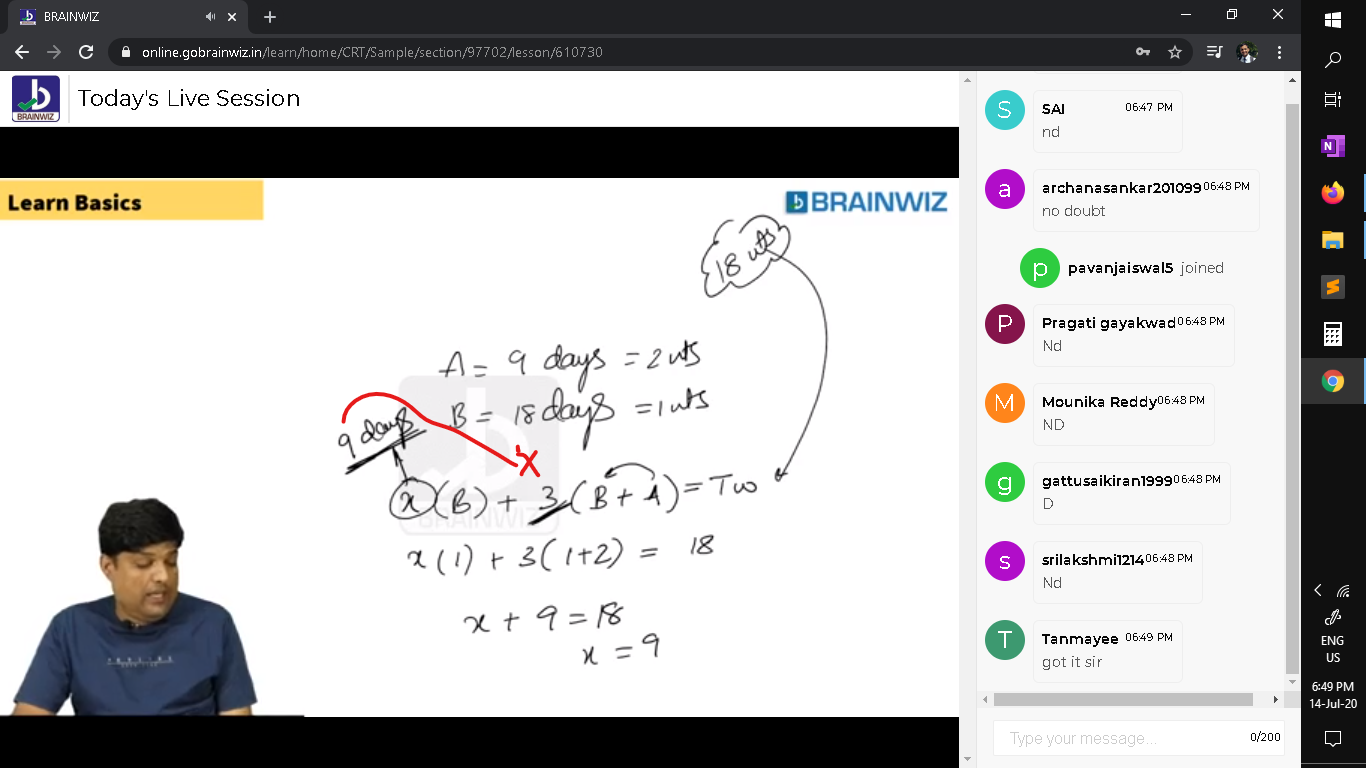 BRAINWIZ
online.gobrainwiz.in/learn/home/CRT/Sample/section/97702/lesson/610730
BRAINWIZ
Today's Live Session
Learn Basics
BRAINWIZ
18 uts
A = 9 days = 2 uts
B = 18 days = 1 uts
9 days
x
x (B) + 3 (B + A) = Tw
x (1) + 3 (1+2) = 18
x + 9 = 18
x = 9
BRAINWIZ
S
SAI 06:47 PM
nd
a
archanasankar201099 06:48 PM
no doubt
p
pavanjaiswal5 joined
P
Pragati gayakwad 06:48 PM
Nd
M
Mounika Reddy 06:48 PM
ND
g
gattusaikiran1999 06:48 PM
D
s
srilakshmi1214 06:48 PM
Nd
T
Tanmayee 06:49 PM
got it sir
Type your message... 0/200
ENG
US
6:49 PM
14-Jul-20